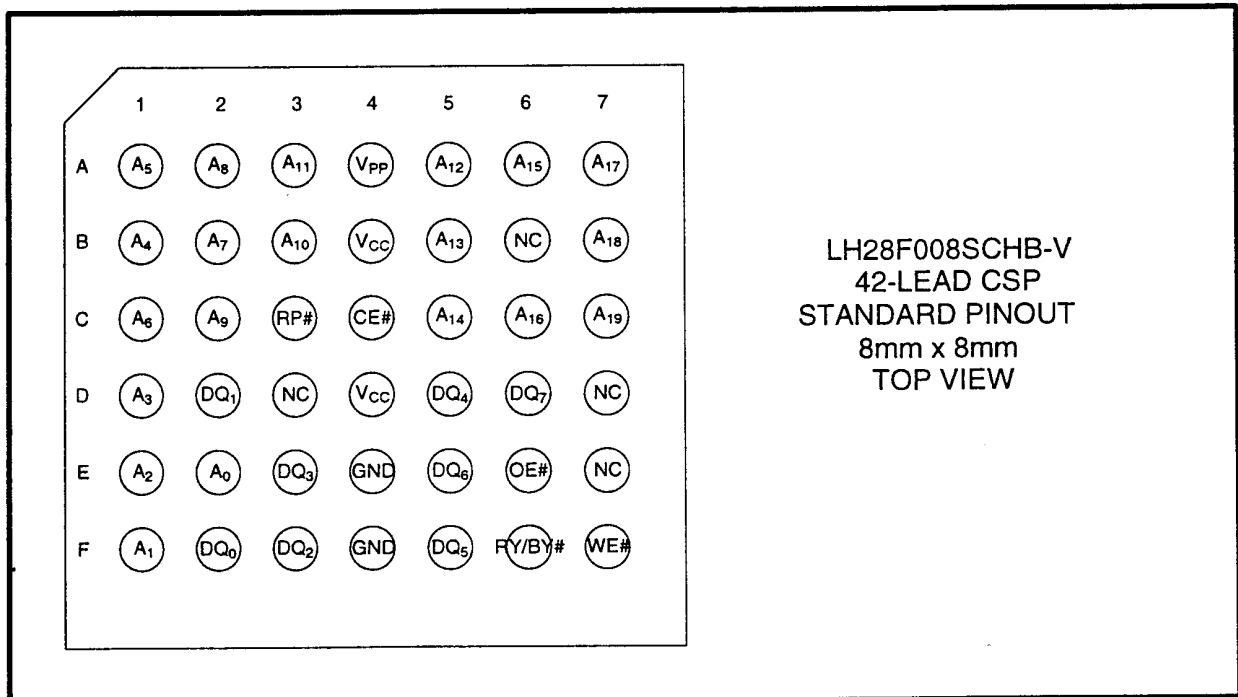 1 2 3 4 5 6 7
A A5 A8 A11 VPP A12 A15 A17
B A4 A7 A10 VCC A13 NC A18
C A6 A9 RP# CE# A14 A16 A19
D A3 DQ1 NC VCC DQ4 DQ7 NC
E A2 A0 DQ3 GND DQ6 OE# NC
F A1 DQ0 DQ2 GND DQ5 RY/BY# WE#
LH28F008SCHB-V
42-LEAD CSP
STANDARD PINOUT
8mm x 8mm
TOP VIEW